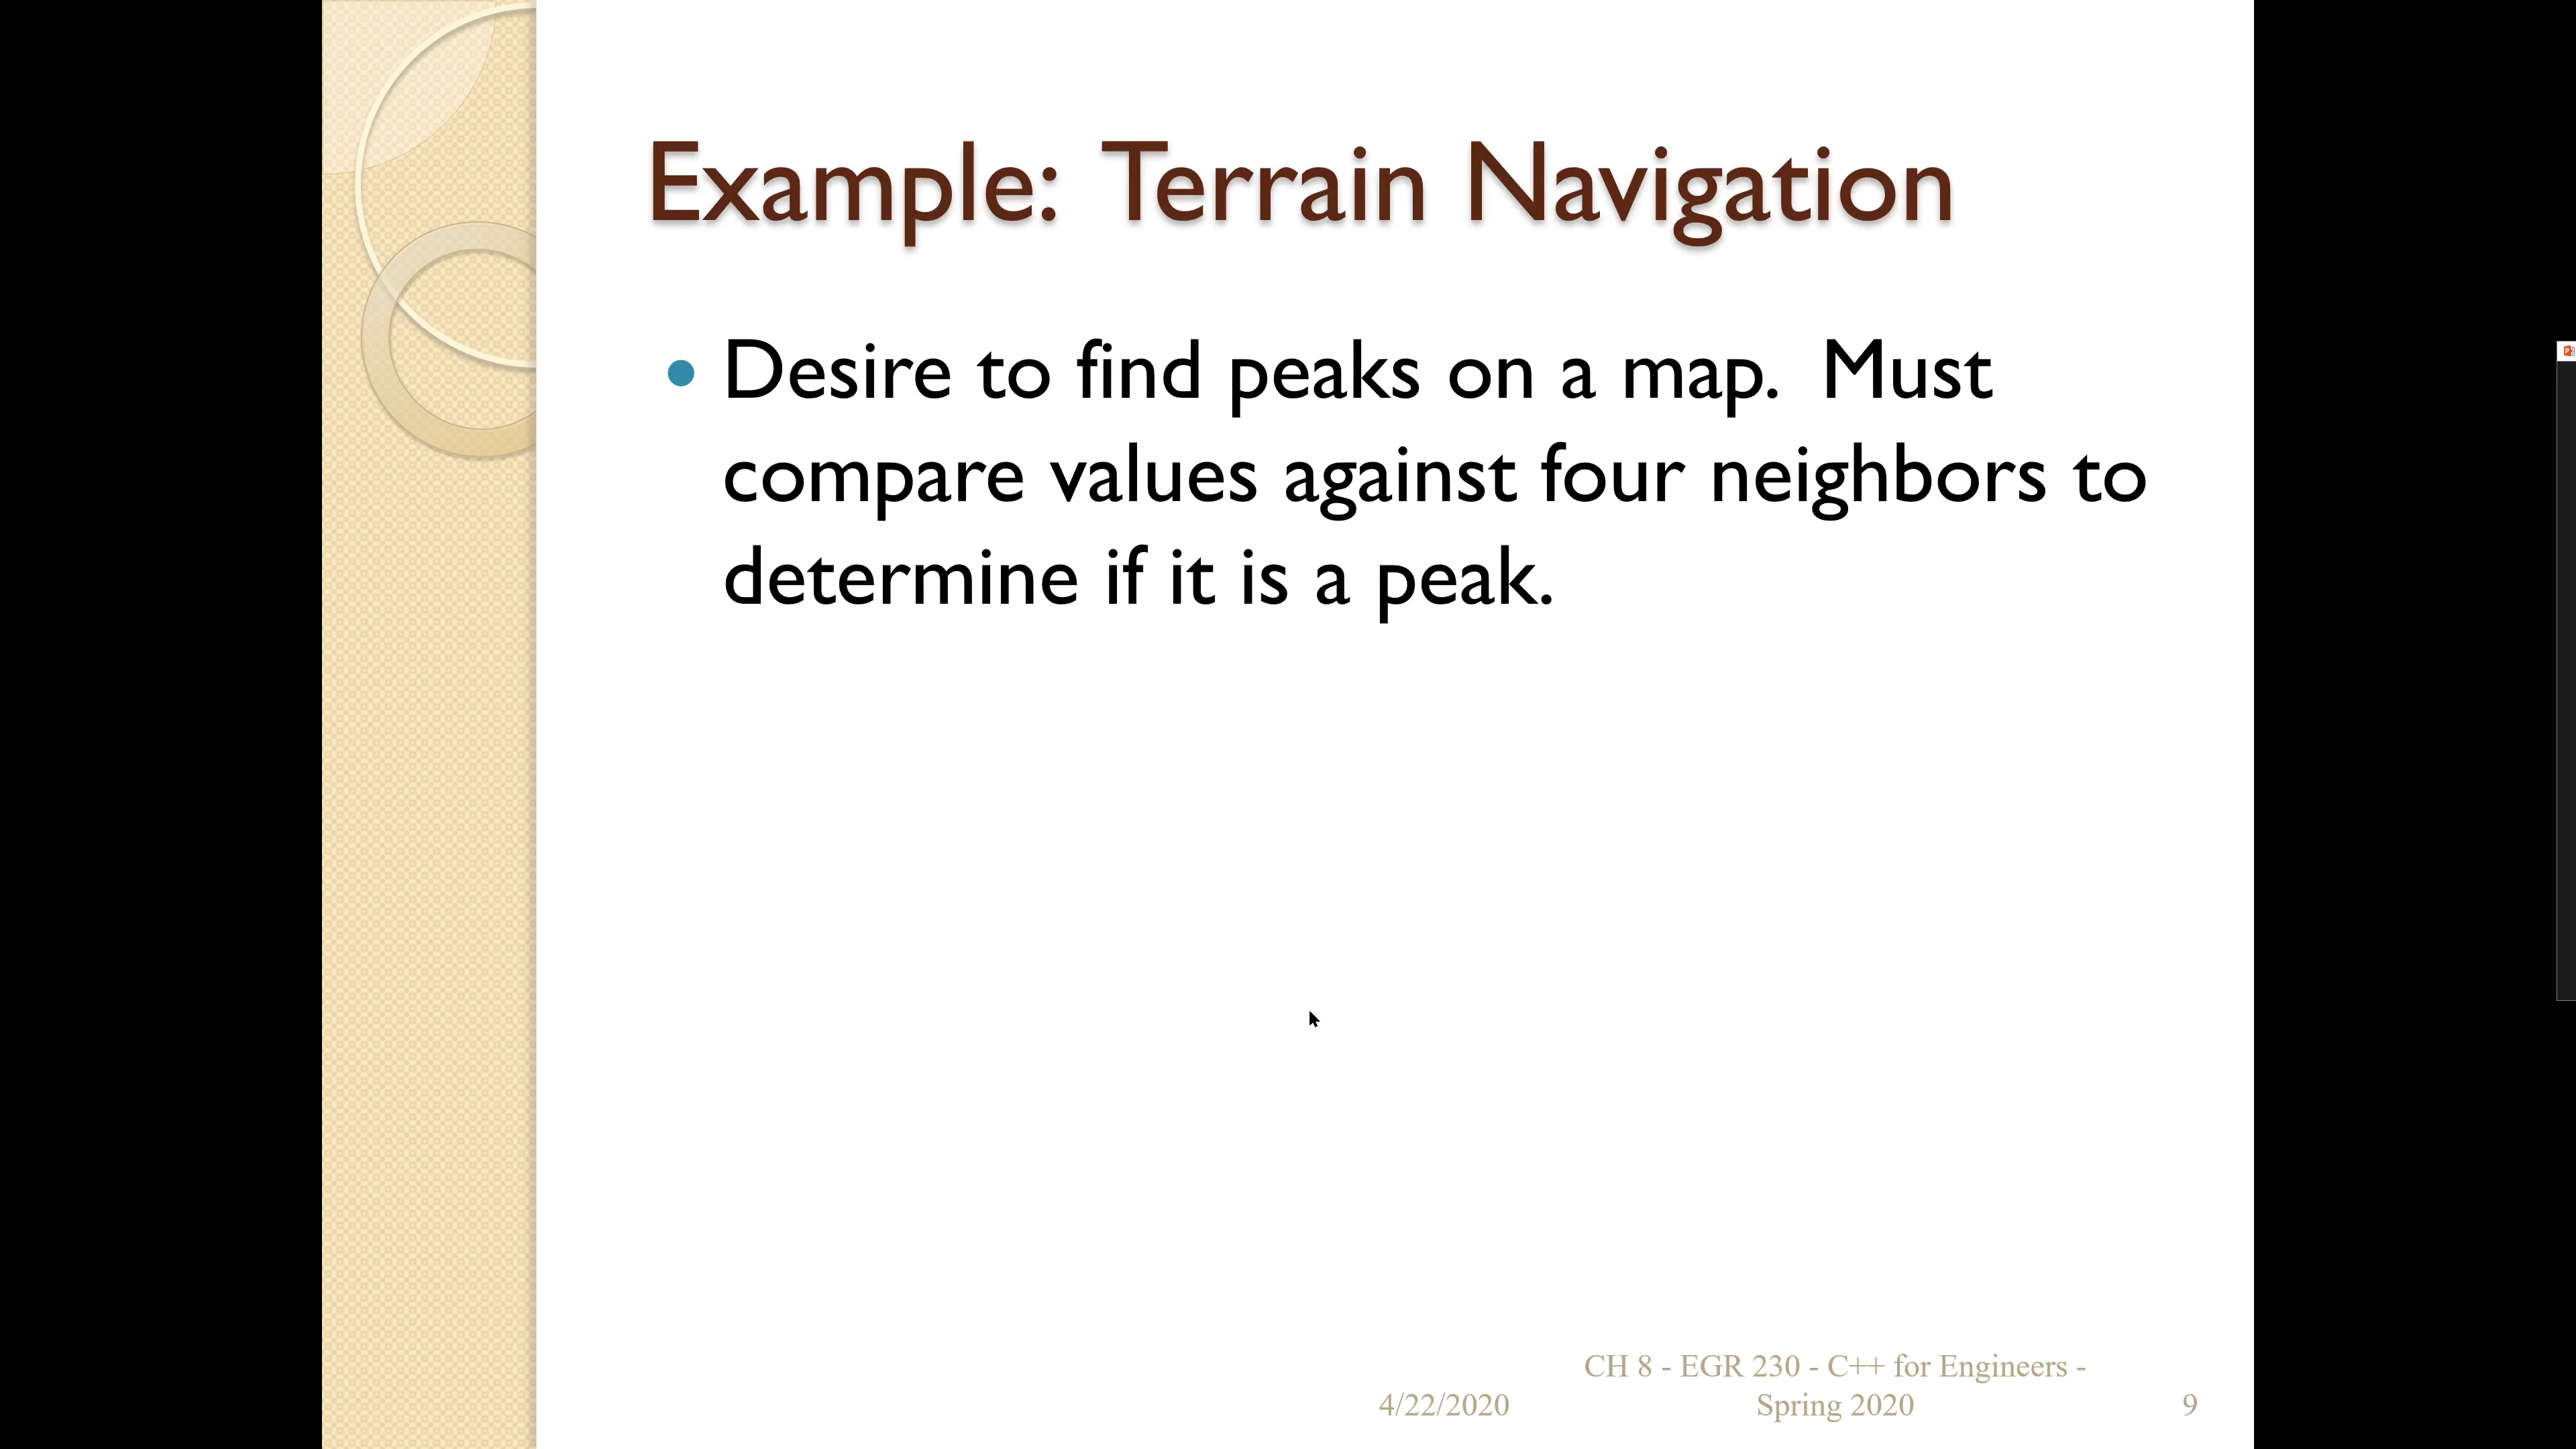 Example: Terrain Navigation
• Desire to find peaks on a map. Must
compare values against four neighbors to
determine if it is a peak.
CH 8 - EGR 230 - C++ for Engineers -
4/22/2020 Spring 2020 9